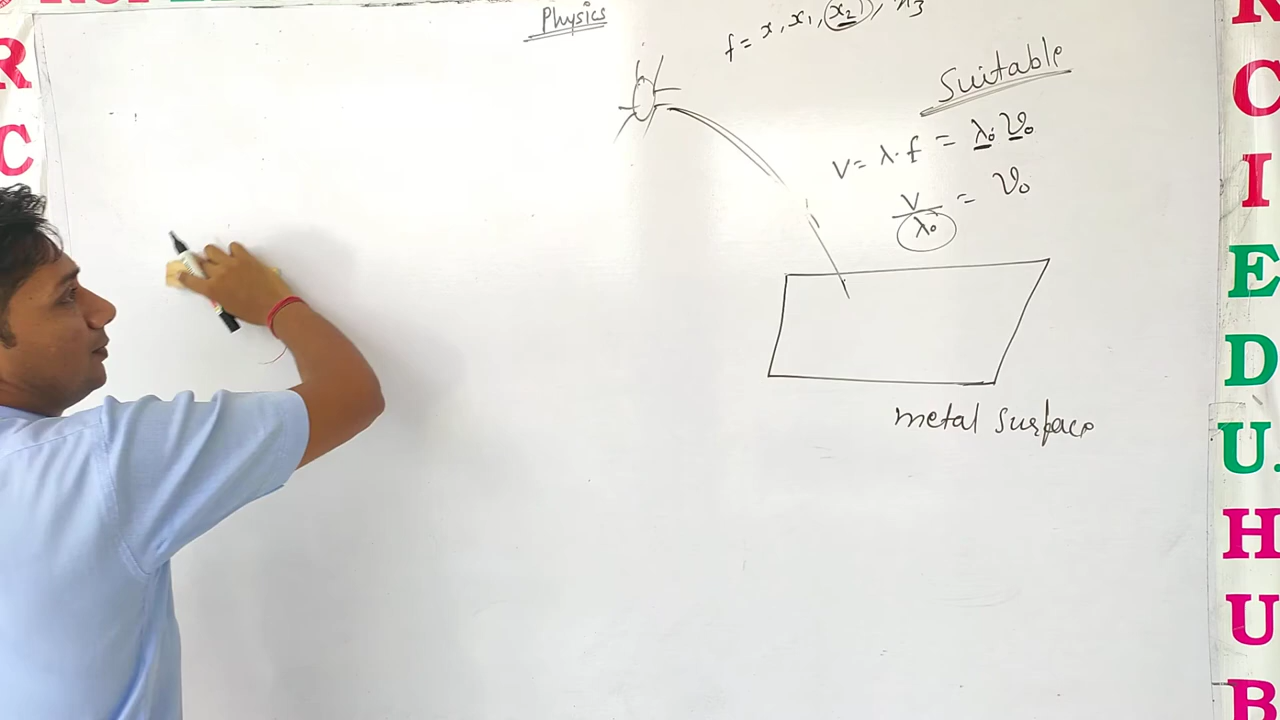 Physics
f = x, x₁, x₂, x₃
Suitable
V = λ·f = λ₀ ν₀
V/λ₀ = ν₀
metal surface
R
C
R
C
I
E
D
U.
H
U
B